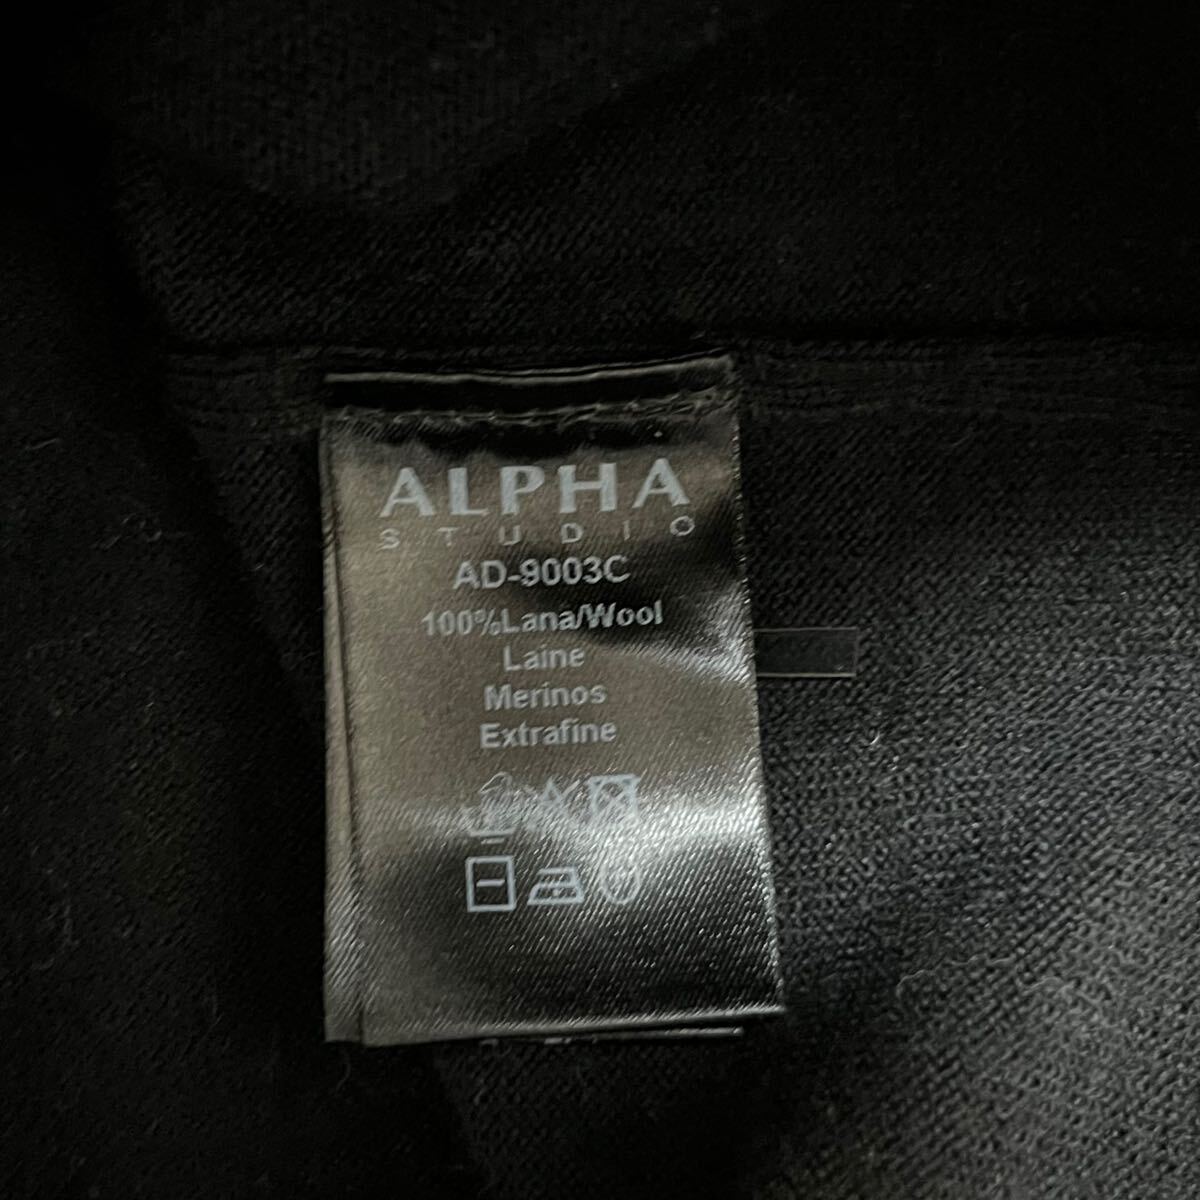 ALPHA
STUDIO
AD-9003C
100%Lana/Wool
Laine
Merinos
Extrafine